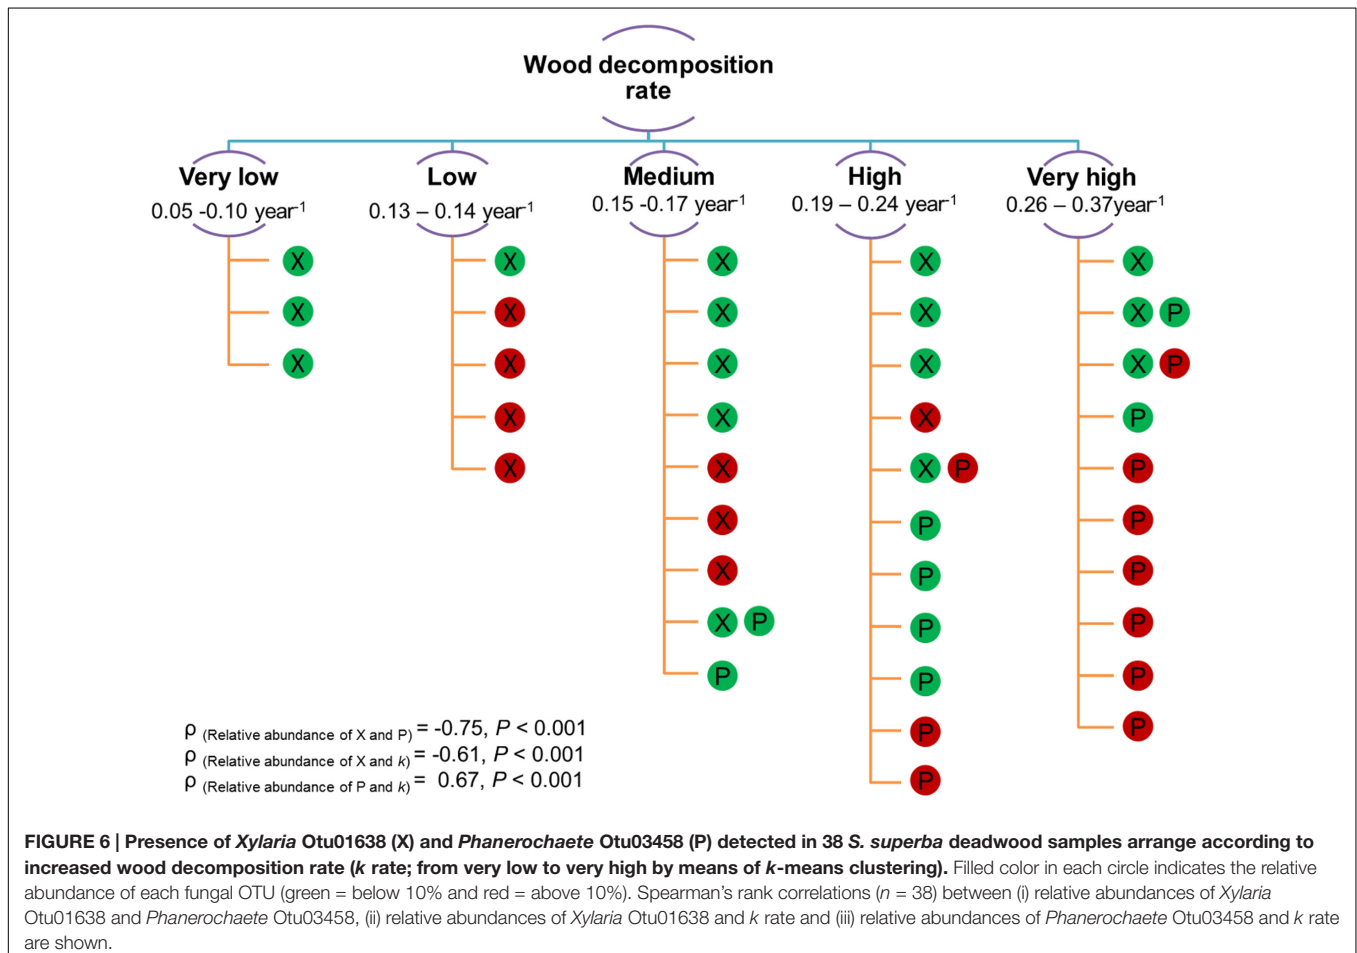 Wood decomposition
rate
Very low
Low
Medium
High
Very high
0.05 -0.10 year-1
0.13 – 0.14 year-1
0.15 -0.17 year-1
0.19 – 0.24 year-1
0.26 – 0.37year-1
X X X X X
X X X X X P
X X X X X P
X X X P
X X X P P
X P P
X P P
X P P P
P P P
P P
P
ρ (Relative abundance of X and P) = -0.75, P < 0.001
ρ (Relative abundance of X and k) = -0.61, P < 0.001
ρ (Relative abundance of P and k) = 0.67, P < 0.001
FIGURE 6 | Presence of Xylaria Otu01638 (X) and Phanerochaete Otu03458 (P) detected in 38 S. superba deadwood samples arrange according to
increased wood decomposition rate (k rate; from very low to very high by means of k-means clustering). Filled color in each circle indicates the relative
abundance of each fungal OTU (green = below 10% and red = above 10%). Spearman's rank correlations (n = 38) between (i) relative abundances of Xylaria
Otu01638 and Phanerochaete Otu03458, (ii) relative abundances of Xylaria Otu01638 and k rate and (iii) relative abundances of Phanerochaete Otu03458 and k rate
are shown.